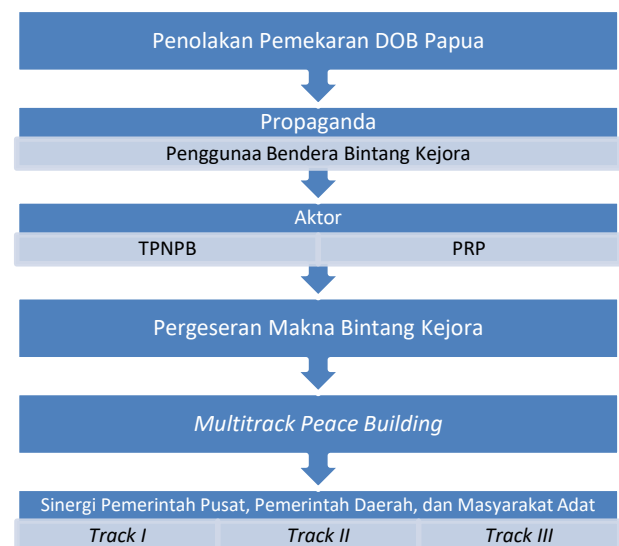 Penolakan Pemekaran DOB Papua
Propaganda
Penggunaa Bendera Bintang Kejora
Aktor
TPNPB PRP
Pergeseran Makna Bintang Kejora
Multitrack Peace Building
Sinergi Pemerintah Pusat, Pemerintah Daerah, dan Masyarakat Adat
Track I Track II Track III